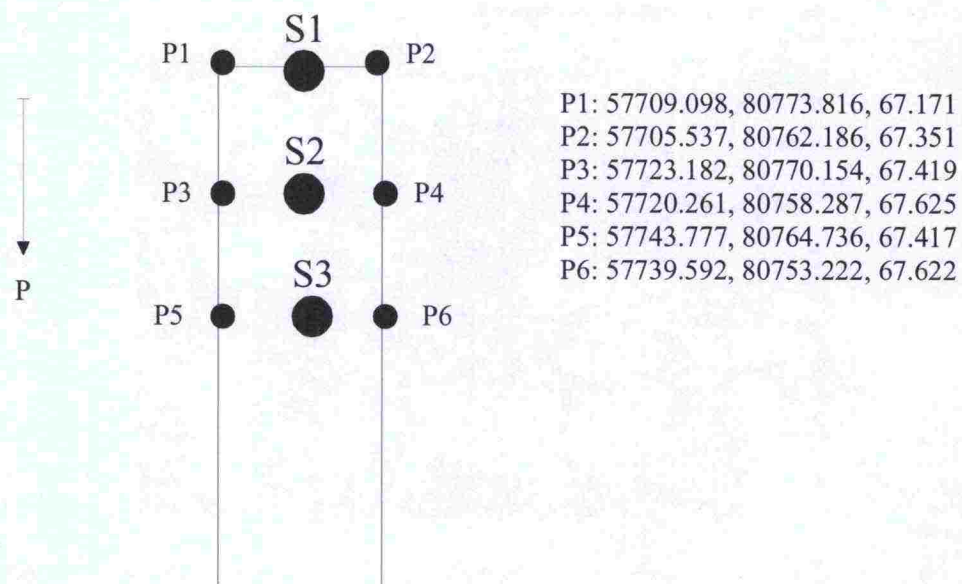 S1
P1
P2
S2
P3
P4
S3
P5
P6
P
P1: 57709.098, 80773.816, 67.171
P2: 57705.537, 80762.186, 67.351
P3: 57723.182, 80770.154, 67.419
P4: 57720.261, 80758.287, 67.625
P5: 57743.777, 80764.736, 67.417
P6: 57739.592, 80753.222, 67.622